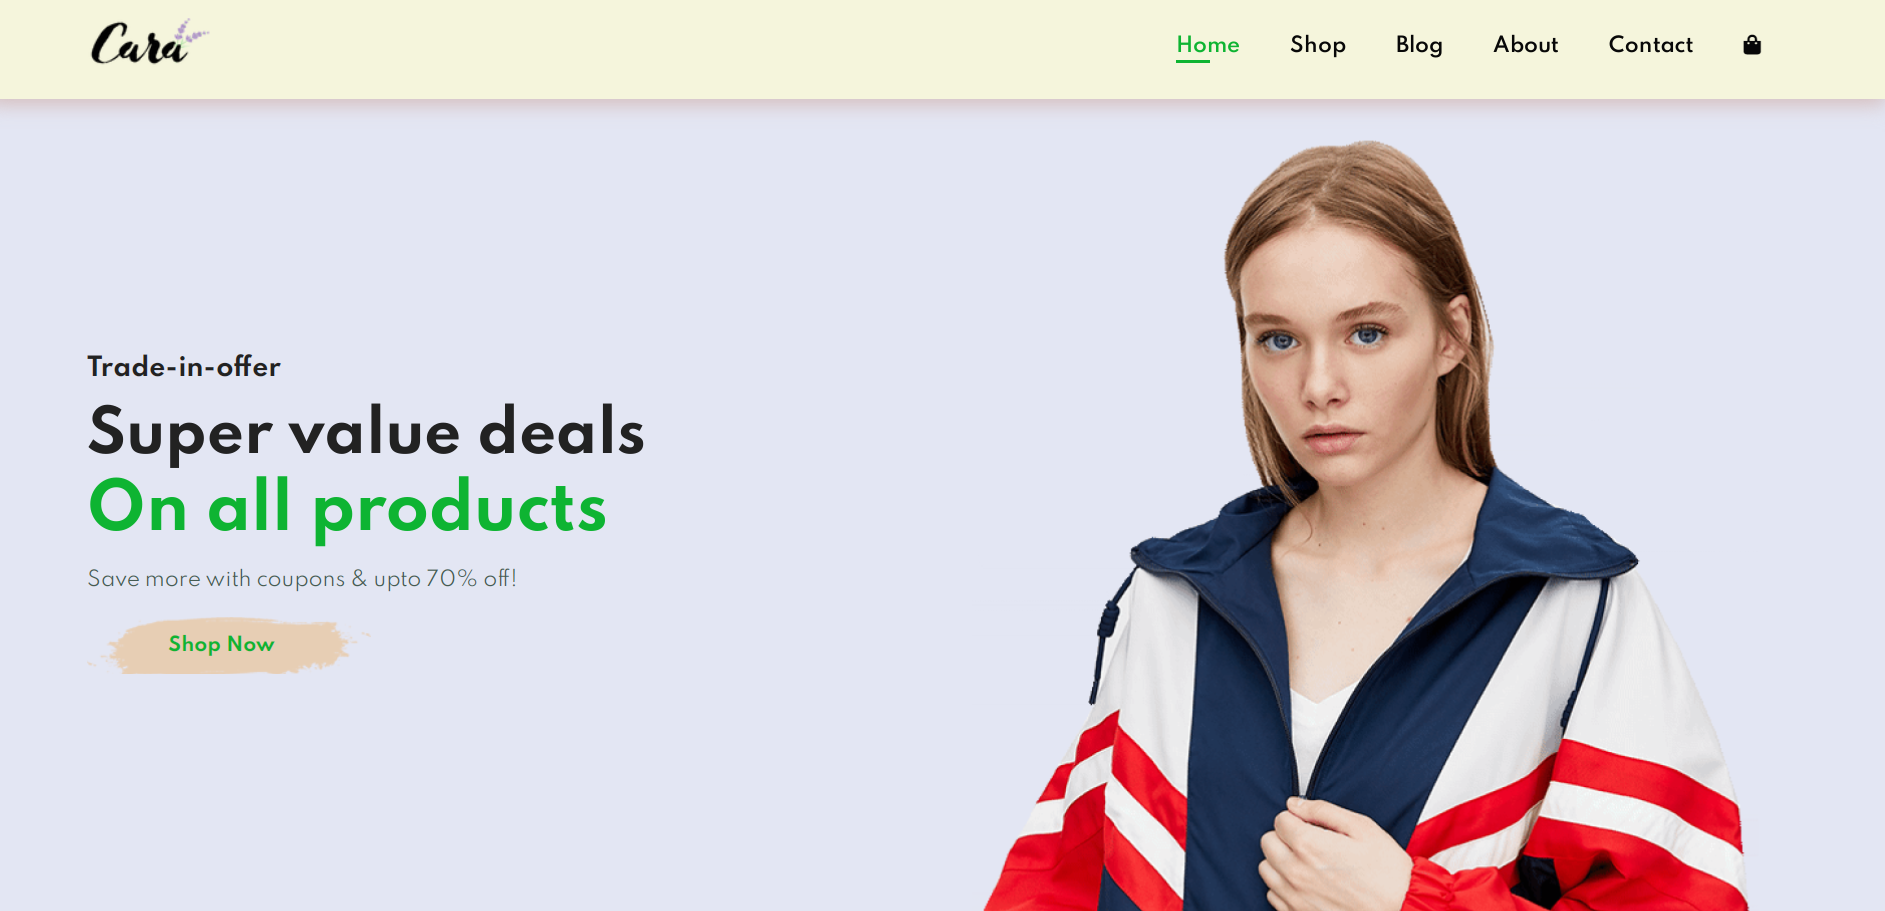 Cara
Home Shop Blog About Contact
Trade-in-offer
Super value deals
On all products
Save more with coupons & upto 70% off!
Shop Now